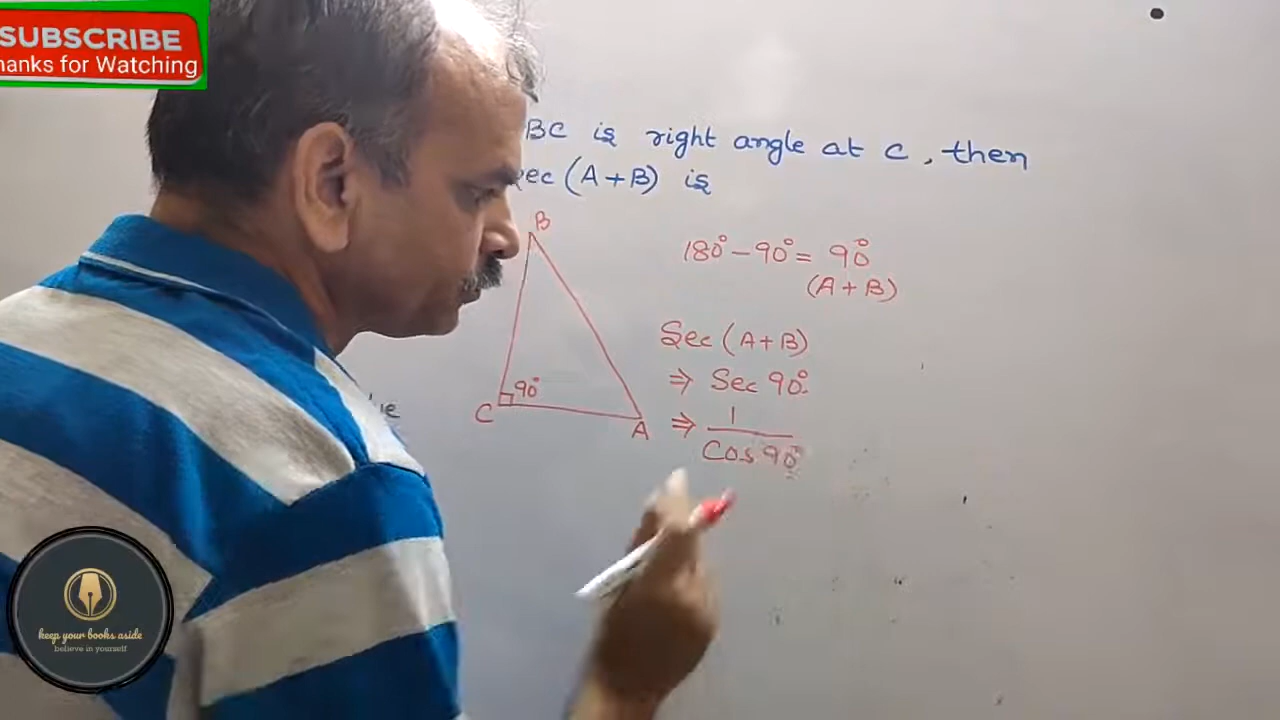 SUBSCRIBE
hanks for Watching
BC is right angle at C, then
Sec (A+B) is
B
180° - 90° = 90°
(A+B)
Sec (A+B)
90°
⇒ Sec 90°
⇒ 1
Cos 90°
C
A
keep your books aside
believe in yourself